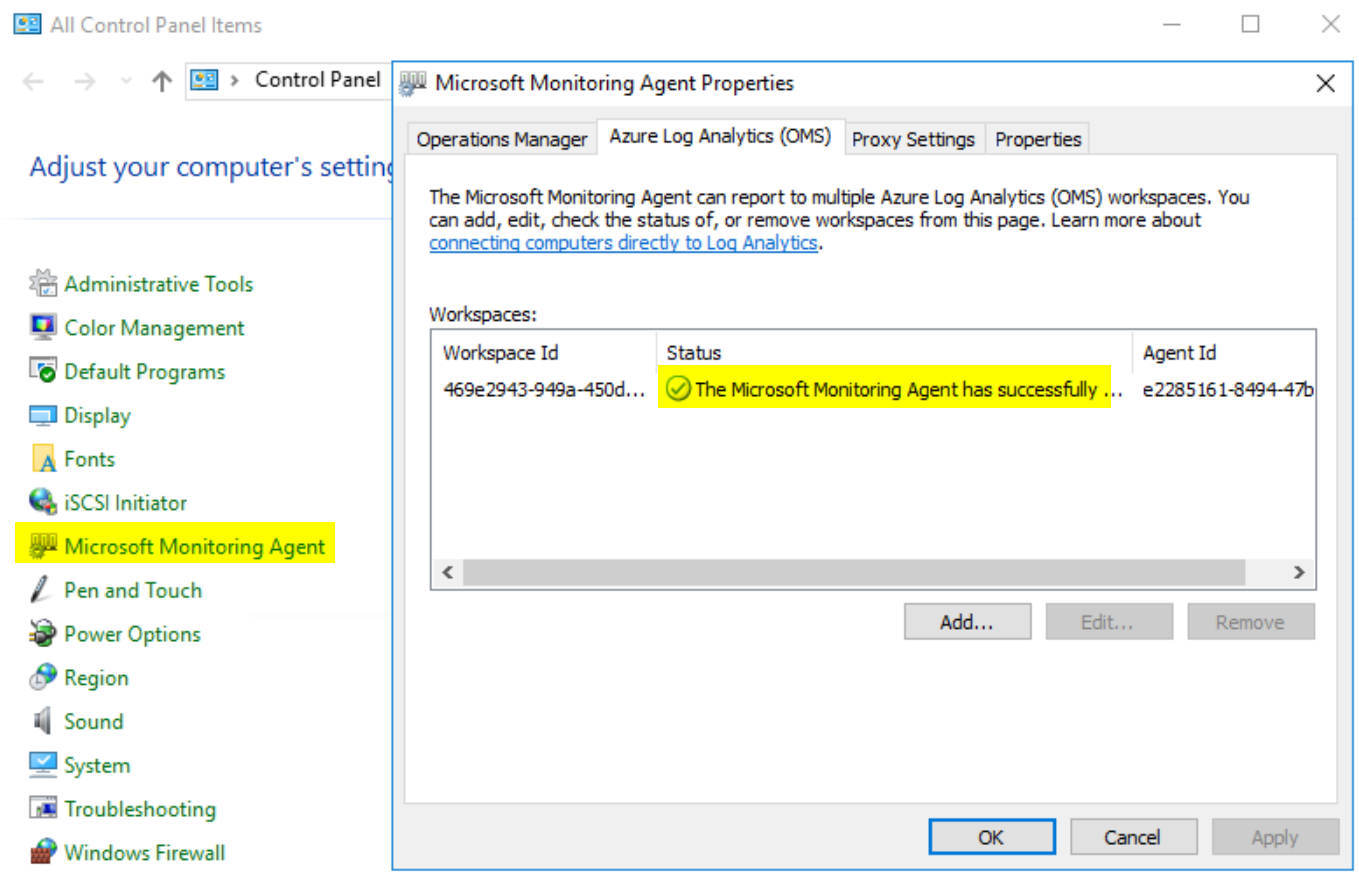 All Control Panel Items
Control Panel
Adjust your computer's setting
Administrative Tools
Color Management
Default Programs
Display
Fonts
iSCSI Initiator
Microsoft Monitoring Agent
Pen and Touch
Power Options
Region
Sound
System
Troubleshooting
Windows Firewall
Microsoft Monitoring Agent Properties
Operations Manager Azure Log Analytics (OMS) Proxy Settings Properties
The Microsoft Monitoring Agent can report to multiple Azure Log Analytics (OMS) workspaces. You
can add, edit, check the status of, or remove workspaces from this page. Learn more about
connecting computers directly to Log Analytics.
Workspaces:
Workspace Id Status Agent Id
469e2943-949a-450d... The Microsoft Monitoring Agent has successfully ... e2285161-8494-47b
Add... Edit... Remove
OK Cancel Apply